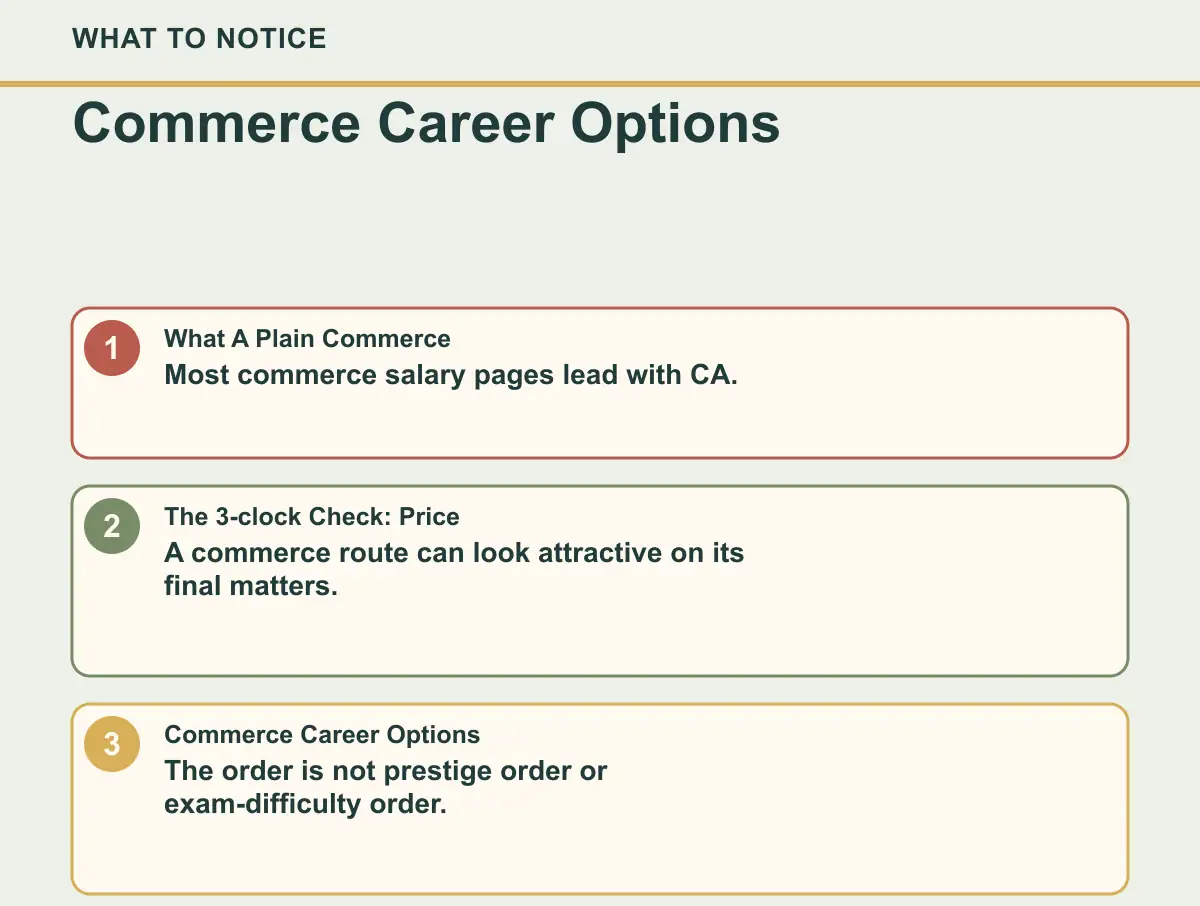 WHAT TO NOTICE
Commerce Career Options
1
What A Plain Commerce
Most commerce salary pages lead with CA.
2
The 3-clock Check: Price
A commerce route can look attractive on its
final matters.
3
Commerce Career Options
The order is not prestige order or
exam-difficulty order.